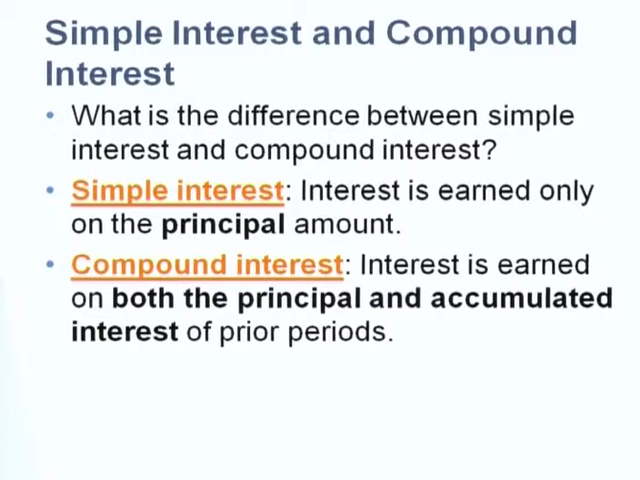 Simple Interest and Compound
Interest
• What is the difference between simple
interest and compound interest?
• Simple interest: Interest is earned only
on the principal amount.
• Compound interest: Interest is earned
on both the principal and accumulated
interest of prior periods.